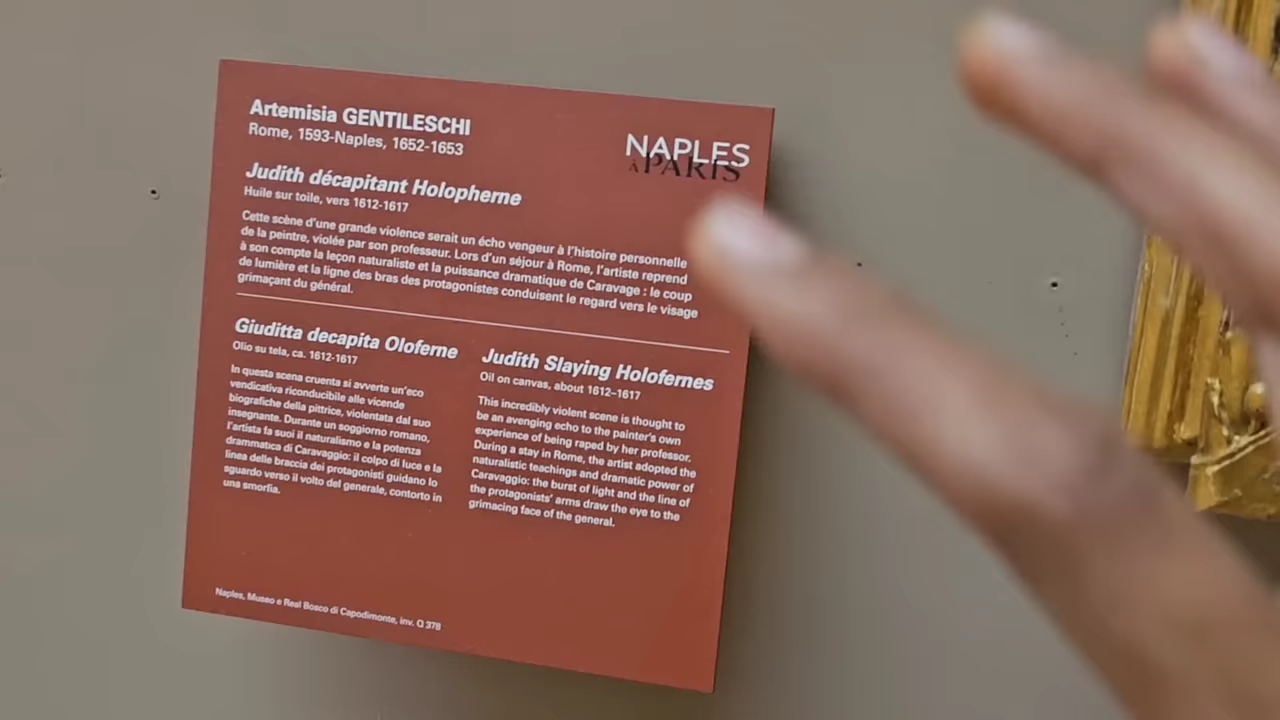 Artemisia GENTILESCHI
Rome, 1593-Naples, 1652-1653
NAPLES
À PARIS
Judith décapitant Holopherne
Huile sur toile, vers 1612-1617
Cette scène d'une grande violence serait un écho vengeur à l'histoire personnelle
de la peintre, violée par son professeur. Lors d'un séjour à Rome, l'artiste reprend
à son compte la leçon naturaliste et la puissance dramatique de Caravage : le coup
de lumière et la ligne des bras des protagonistes conduisent le regard vers le visage
grimaçant du général.
Giuditta decapita Oloferne
Olio su tela, ca. 1612-1617
In questa scena cruenta si avverte un'eco
vendicativa riconducibile alle vicende
biografiche della pittrice, violentata dal suo
insegnante. Durante un soggiorno romano,
l'artista fa suoi il naturalismo e la potenza
drammatica di Caravaggio: il colpo di luce e la
linea delle braccia dei protagonisti guidano lo
sguardo verso il volto del generale, contorto in
una smorfia.
Judith Slaying Holofernes
Oil on canvas, about 1612–1617
This incredibly violent scene is thought to
be an avenging echo to the painter's own
experience of being raped by her professor.
During a stay in Rome, the artist adopted the
naturalistic teachings and dramatic power of
Caravaggio: the burst of light and the line of
the protagonists' arms draw the eye to the
grimacing face of the general.
Naples, Museo e Real Bosco di Capodimonte, inv. Q 378